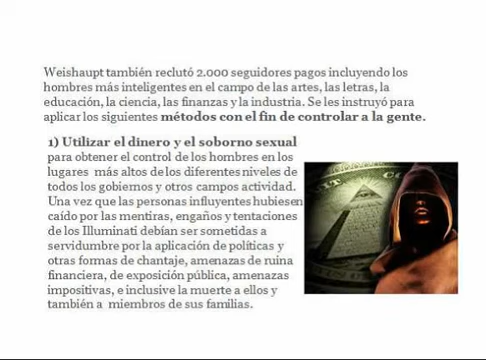 Weishaupt también reclutó 2.000 seguidores pagos incluyendo los
hombres más inteligentes en el campo de las artes, las letras, la
educación, la ciencia, las finanzas y la industria. Se les instruyó para
aplicar los siguientes métodos con el fin de controlar a la gente.
1) Utilizar el dinero y el soborno sexual
para obtener el control de los hombres en los
lugares más altos de los diferentes niveles de
todos los gobiernos y otros campos actividad.
Una vez que las personas influyentes hubiesen
caído por las mentiras, engaños y tentaciones
de los Illuminati debían ser sometidas a
servidumbre por la aplicación de políticas y
otras formas de chantaje, amenazas de ruina
financiera, de exposición pública, amenazas
impositivas, e inclusive la muerte a ellos y
también a miembros de sus familias.